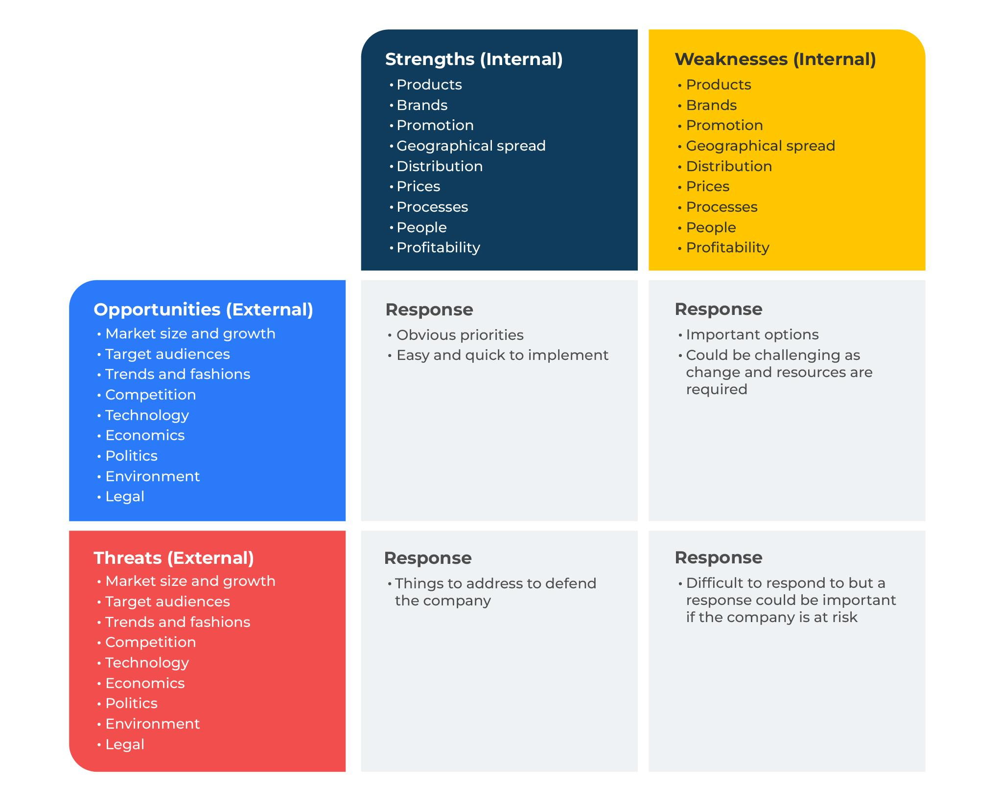 Strengths (Internal)
• Products
• Brands
• Promotion
• Geographical spread
• Distribution
• Prices
• Processes
• People
• Profitability
Weaknesses (Internal)
• Products
• Brands
• Promotion
• Geographical spread
• Distribution
• Prices
• Processes
• People
• Profitability
Opportunities (External)
• Market size and growth
• Target audiences
• Trends and fashions
• Competition
• Technology
• Economics
• Politics
• Environment
• Legal
Response
• Obvious priorities
• Easy and quick to implement
Response
• Important options
• Could be challenging as
change and resources are
required
Threats (External)
• Market size and growth
• Target audiences
• Trends and fashions
• Competition
• Technology
• Economics
• Politics
• Environment
• Legal
Response
• Things to address to defend
the company
Response
• Difficult to respond to but a
response could be important
if the company is at risk